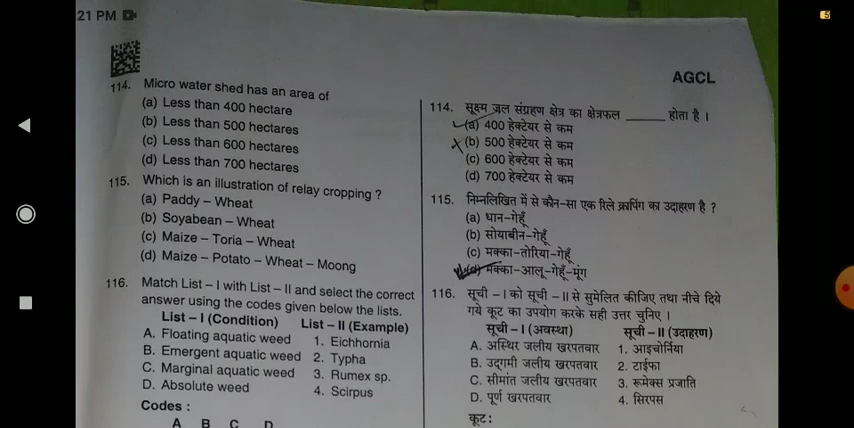 21 PM
5
AGCL
114. Micro water shed has an area of
(a) Less than 400 hectare
(b) Less than 500 hectares
(c) Less than 600 hectares
(d) Less than 700 hectares
115. Which is an illustration of relay cropping ?
(a) Paddy – Wheat
(b) Soyabean – Wheat
(c) Maize – Toria – Wheat
(d) Maize – Potato – Wheat – Moong
116. Match List – I with List – II and select the correct
answer using the codes given below the lists.
List – I (Condition) List – II (Example)
A. Floating aquatic weed 1. Eichhornia
B. Emergent aquatic weed 2. Typha
C. Marginal aquatic weed 3. Rumex sp.
D. Absolute weed 4. Scirpus
Codes :
A B C D
114. सूक्ष्म जल संग्रहण क्षेत्र का क्षेत्रफल ______ होता है ।
(a) 400 हेक्टेयर से कम
(b) 500 हेक्टेयर से कम
(c) 600 हेक्टेयर से कम
(d) 700 हेक्टेयर से कम
115. निम्नलिखित में से कौन-सा एक रिले क्रापिंग का उदाहरण है ?
(a) धान-गेहूँ
(b) सोयाबीन-गेहूँ
(c) मक्का-तोरिया-गेहूँ
(d) मक्का-आलू-गेहूँ-मूंग
116. सूची –I को सूची –II से सुमेलित कीजिए तथा नीचे दिये
गये कूट का उपयोग करके सही उत्तर चुनिए ।
सूची –I (अवस्था) सूची –II (उदाहरण)
A. अस्थिर जलीय खरपतवार 1. आइचोर्निया
B. उद्गमी जलीय खरपतवार 2. टाईफा
C. सीमांत जलीय खरपतवार 3. रूमेक्स प्रजाति
D. पूर्ण खरपतवार 4. सिरपस
कूट :